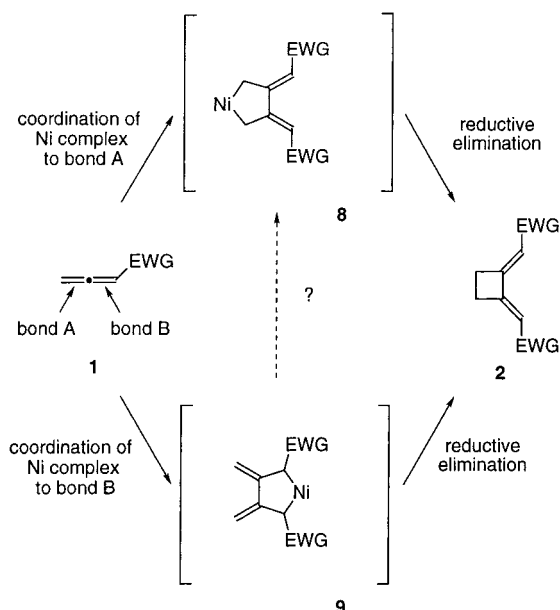 EWG
coordination of
Ni complex
to bond A
Ni
EWG
reductive
elimination
8
EWG
EWG
bond A
bond B
?
1
EWG
2
coordination of
Ni complex
to bond B
EWG
Ni
EWG
reductive
elimination
9